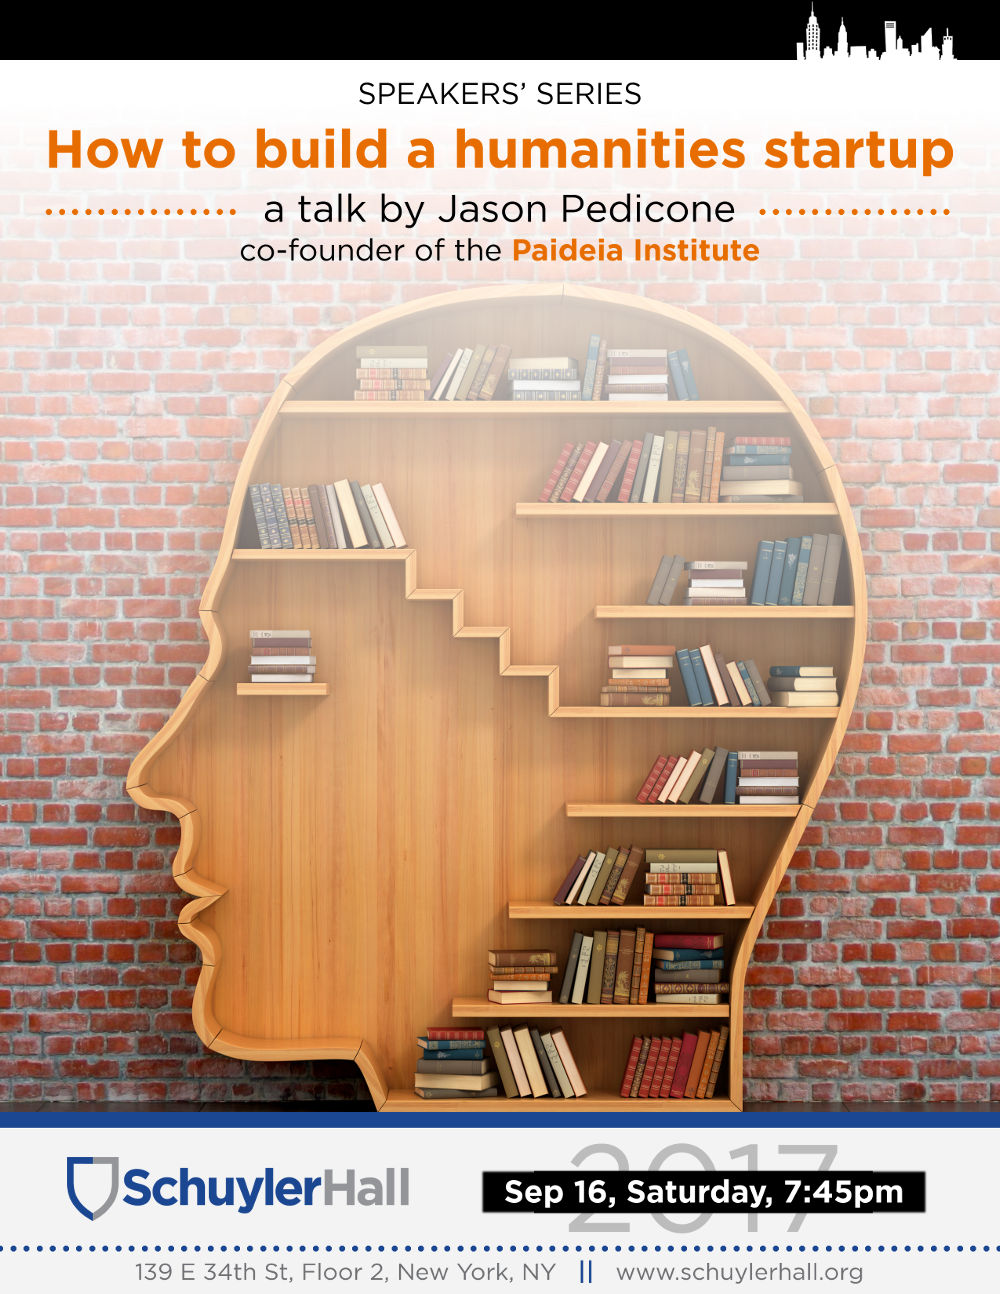 SPEAKERS’ SERIES
How to build a humanities startup
a talk by Jason Pedicone
co-founder of the Paideia Institute
SchuylerHall
2017
Sep 16, Saturday, 7:45pm
139 E 34th St, Floor 2, New York, NY || www.schuylerhall.org